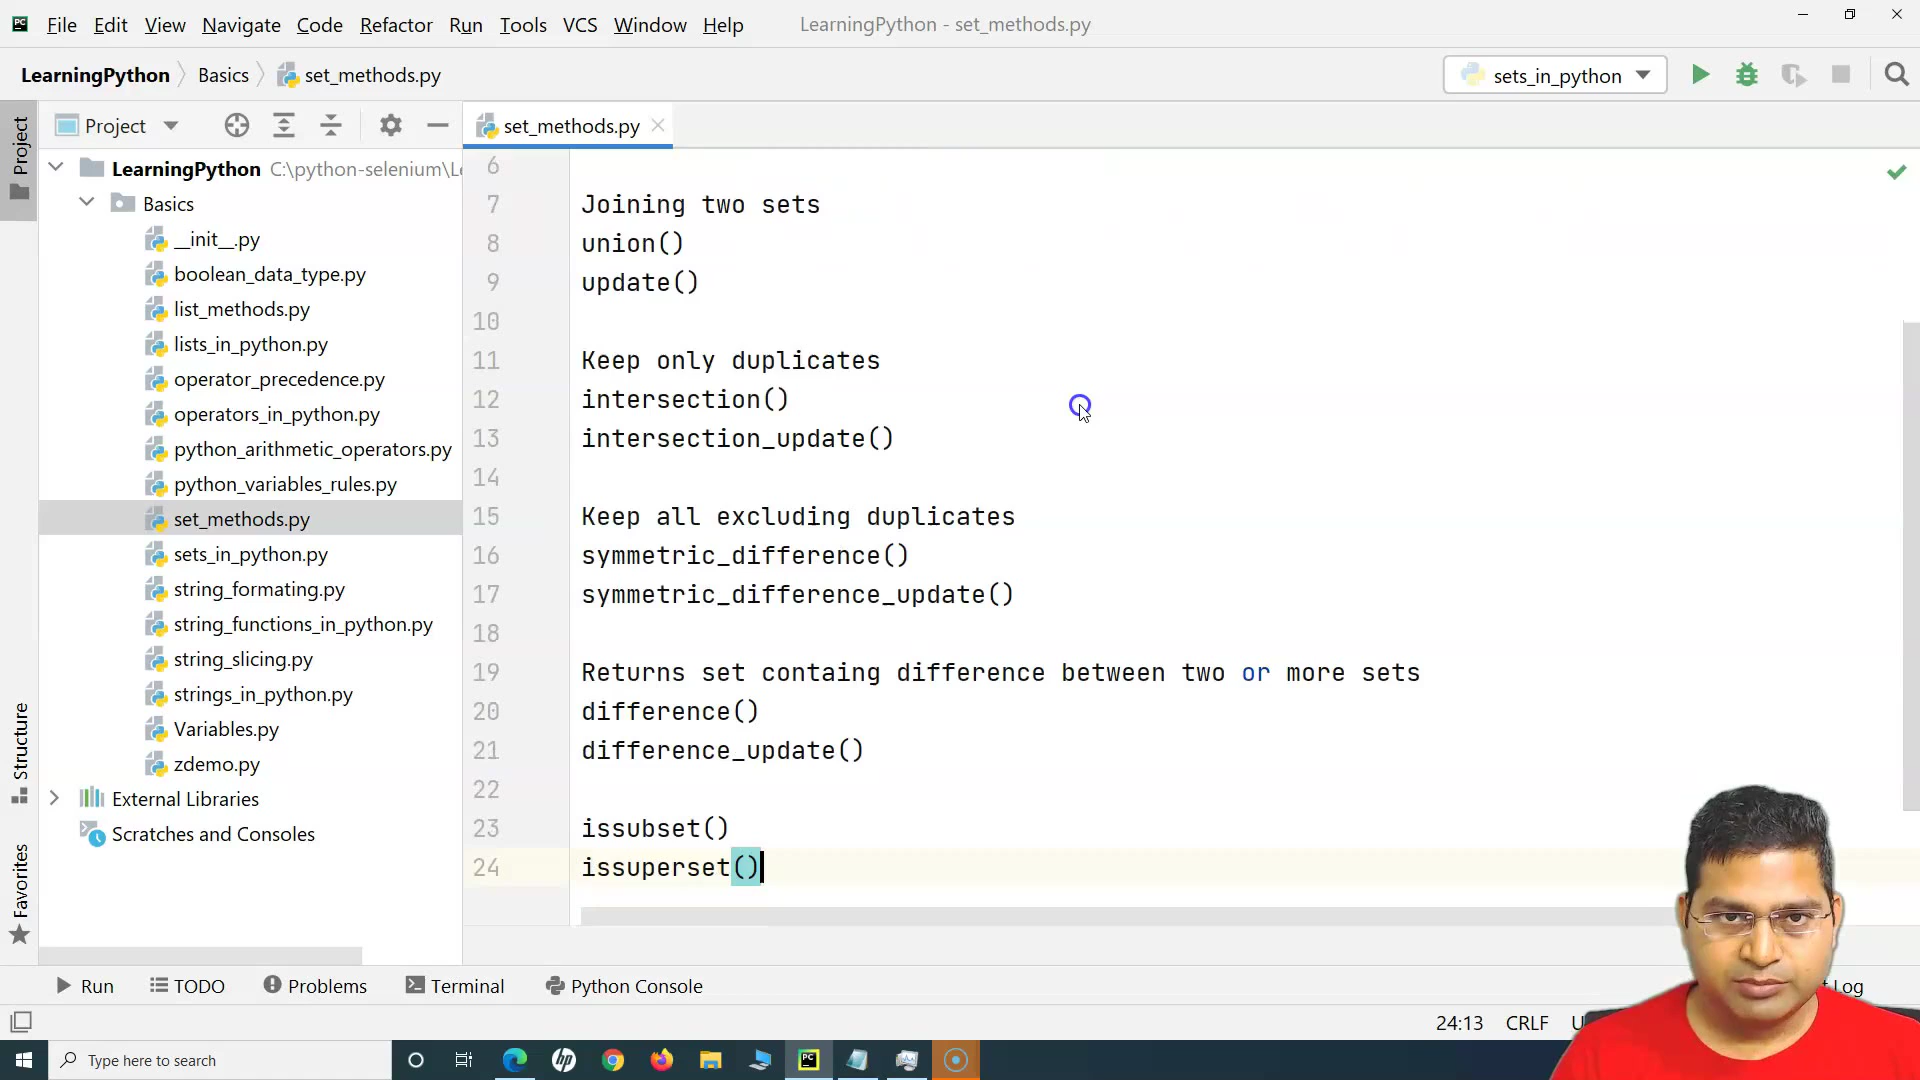 File Edit View Navigate Code Refactor Run Tools VCS Window Help LearningPython - set_methods.py
LearningPython Basics set_methods.py sets_in_python
Project
Project
set_methods.py
LearningPython C:\python-selenium\L
Basics
__init__.py
boolean_data_type.py
list_methods.py
lists_in_python.py
operator_precedence.py
operators_in_python.py
python_arithmetic_operators.py
python_variables_rules.py
set_methods.py
sets_in_python.py
string_formating.py
string_functions_in_python.py
string_slicing.py
strings_in_python.py
Variables.py
zdemo.py
External Libraries
Scratches and Consoles
Structure
Favorites
6
7 Joining two sets
8 union()
9 update()
10
11 Keep only duplicates
12 intersection()
13 intersection_update()
14
15 Keep all excluding duplicates
16 symmetric_difference()
17 symmetric_difference_update()
18
19 Returns set containg difference between two or more sets
20 difference()
21 difference_update()
22
23 issubset()
24 issuperset()
Run TODO Problems Terminal Python Console Log
24:13 CRLF U
Type here to search